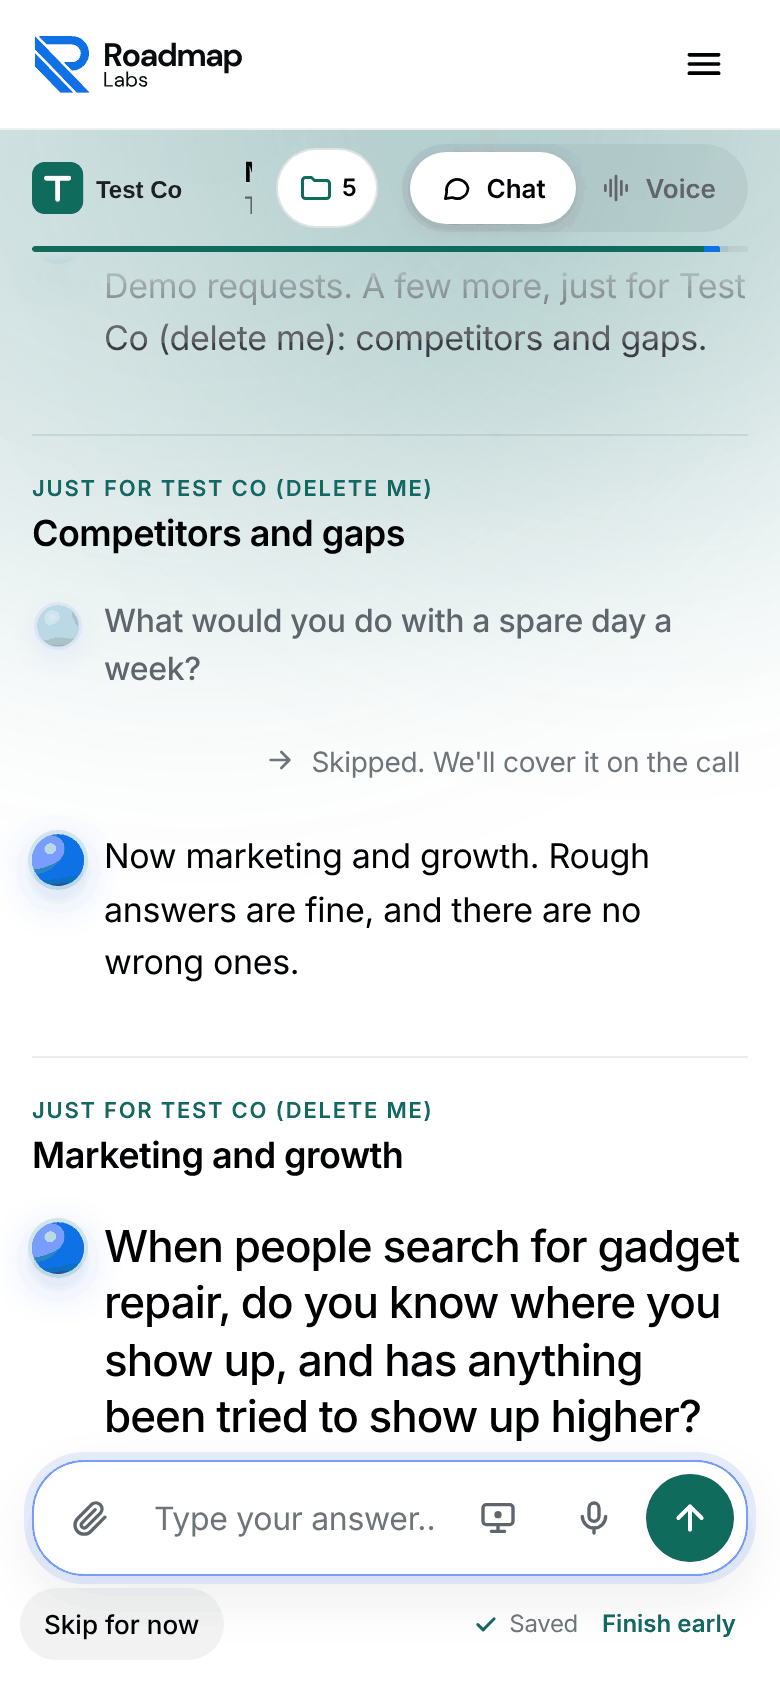 Roadmap
Labs
T
Test Co
5
Chat
Voice
Demo requests. A few more, just for Test
Co (delete me): competitors and gaps.
JUST FOR TEST CO (DELETE ME)
Competitors and gaps
What would you do with a spare day a
week?
→ Skipped. We'll cover it on the call
Now marketing and growth. Rough
answers are fine, and there are no
wrong ones.
JUST FOR TEST CO (DELETE ME)
Marketing and growth
When people search for gadget
repair, do you know where you
show up, and has anything
been tried to show up higher?
Type your answer..
Skip for now
Saved
Finish early